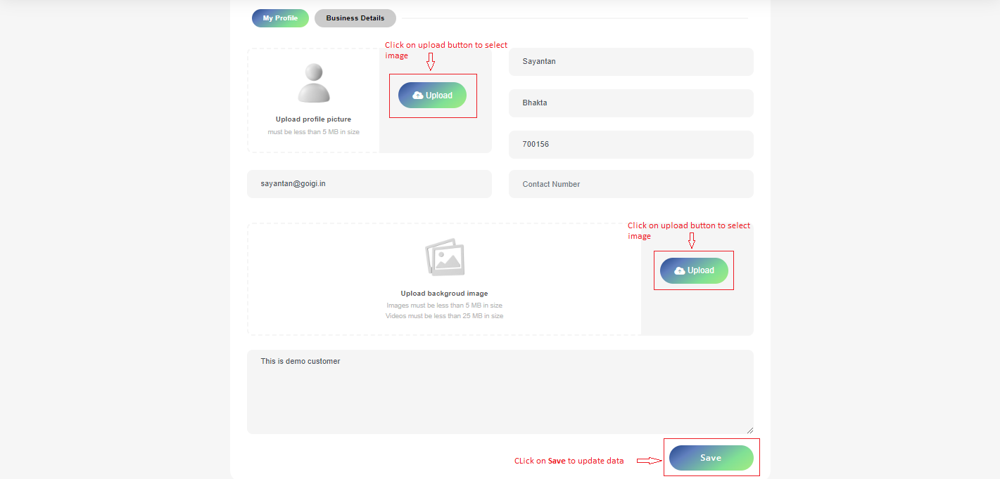 My Profile
Business Details
Click on upload button to select
image
Upload
Sayantan
Upload profile picture
must be less than 5 MB in size
Bhakta
700156
sayantan@goigi.in
Contact Number
Click on upload button to select
image
Upload
Upload backgroud image
Images must be less than 5 MB in size
Videos must be less than 25 MB in size
This is demo customer
CLick on Save to update data
Save